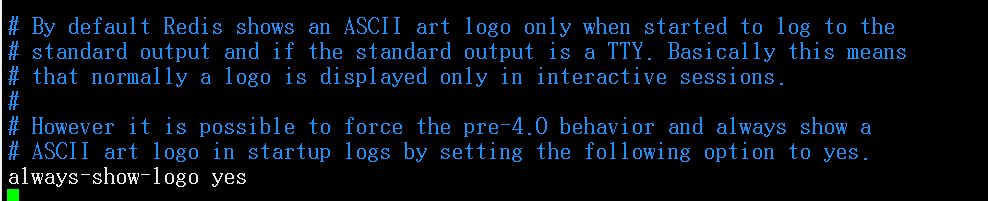 # By default Redis shows an ASCII art logo only when started to log to the
# standard output and if the standard output is a TTY. Basically this means
# that normally a logo is displayed only in interactive sessions.
#
# However it is possible to force the pre-4.0 behavior and always show a
# ASCII art logo in startup logs by setting the following option to yes.
always-show-logo yes